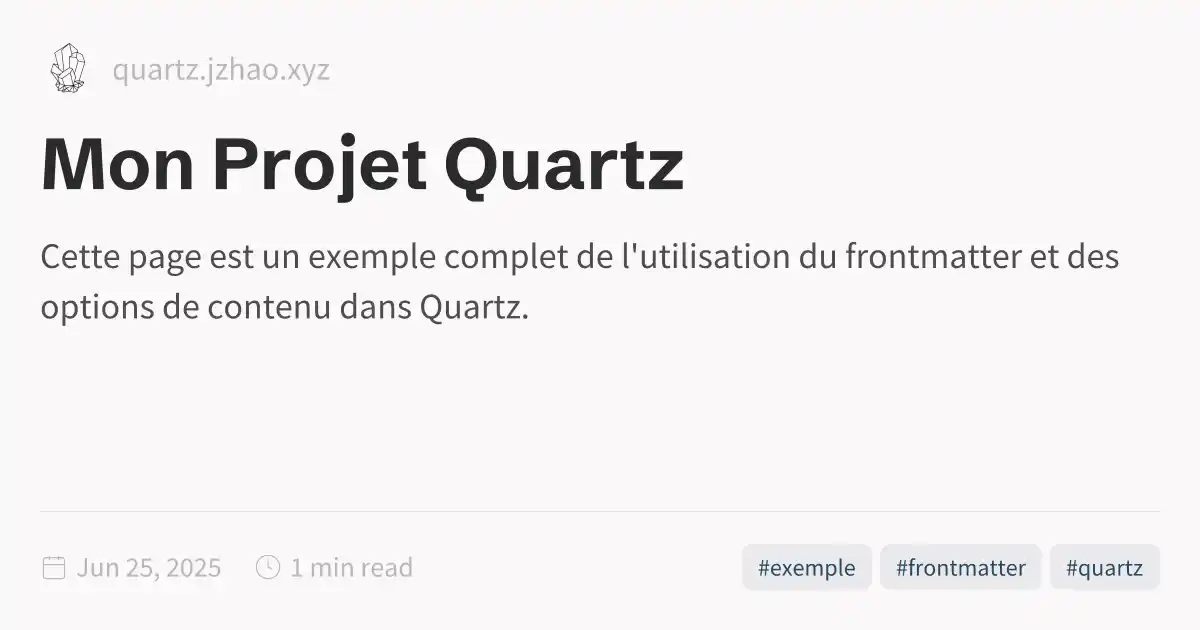 quartz.jzhao.xyz
Mon Projet Quartz
Cette page est un exemple complet de l'utilisation du frontmatter et des
options de contenu dans Quartz.
Jun 25, 2025 1 min read #exemple #frontmatter #quartz